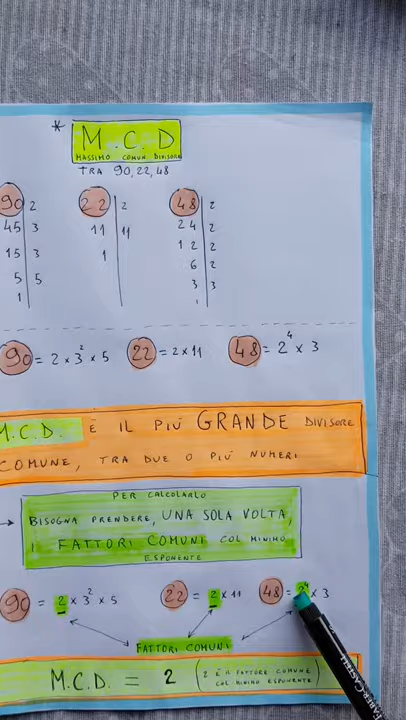 * M.C.D
MASSIMO COMUN DIVISORE
TRA 90, 22, 48
90 | 2
45 | 3
15 | 3
5 | 5
1
22 | 2
11 | 11
1
48 | 2
24 | 2
12 | 2
6 | 2
3 | 3
1
90 = 2 x 3² x 5
22 = 2 x 11
48 = 2⁴ x 3
M.C.D. È IL PIÙ GRANDE DIVISORE
COMUNE, TRA DUE O PIÙ NUMERI
PER CALCOLARLO
BISOGNA PRENDERE, UNA SOLA VOLTA,
I FATTORI COMUNI COL MINIMO
ESPONENTE
90 = 2 x 3² x 5
22 = 2 x 11
48 = 2⁴ x 3
FATTORI COMUNI
M.C.D. = 2 (2 È IL FATTORE COMUNE
COL MINIMO ESPONENTE)
FABER-CASTELL